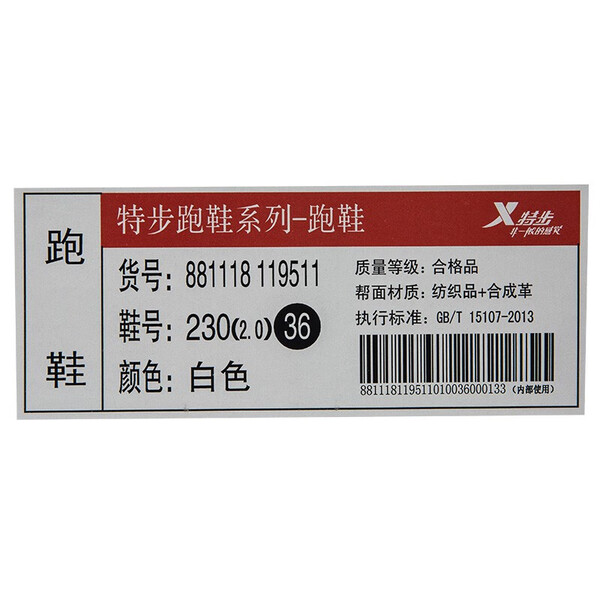 跑鞋
特步跑鞋系列-跑鞋
X特步
非一般的感觉
货号: 881118 119511
鞋号: 230(2.0) 36
颜色: 白色
质量等级: 合格品
帮面材质: 纺织品+合成革
执行标准: GB/T 15107-2013
8811181195110100360001​33 (内部使用)